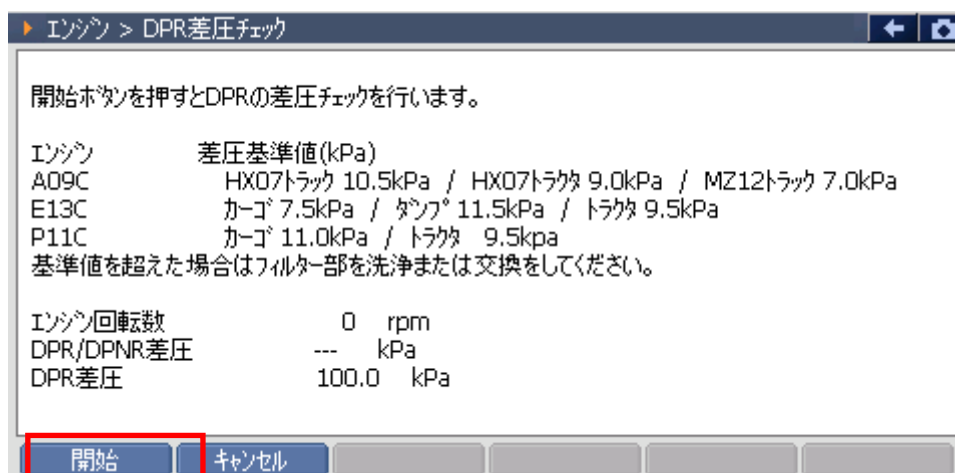 エンジン > DPR差圧チェック
開始ボタンを押すとDPRの差圧チェックを行います。
エンジン 差圧基準値(kPa)
A09C HX07トラック 10.5kPa / HX07トラクタ 9.0kPa / MZ12トラック 7.0kPa
E13C カーゴ 7.5kPa / ダンプ 11.5kPa / トラクタ 9.5kPa
P11C カーゴ 11.0kPa / トラクタ 9.5kpa
基準値を超えた場合はフィルター部を洗浄または交換をしてください。
エンジン回転数 0 rpm
DPR/DPNR差圧 --- kPa
DPR差圧 100.0 kPa
開始 キャンセル